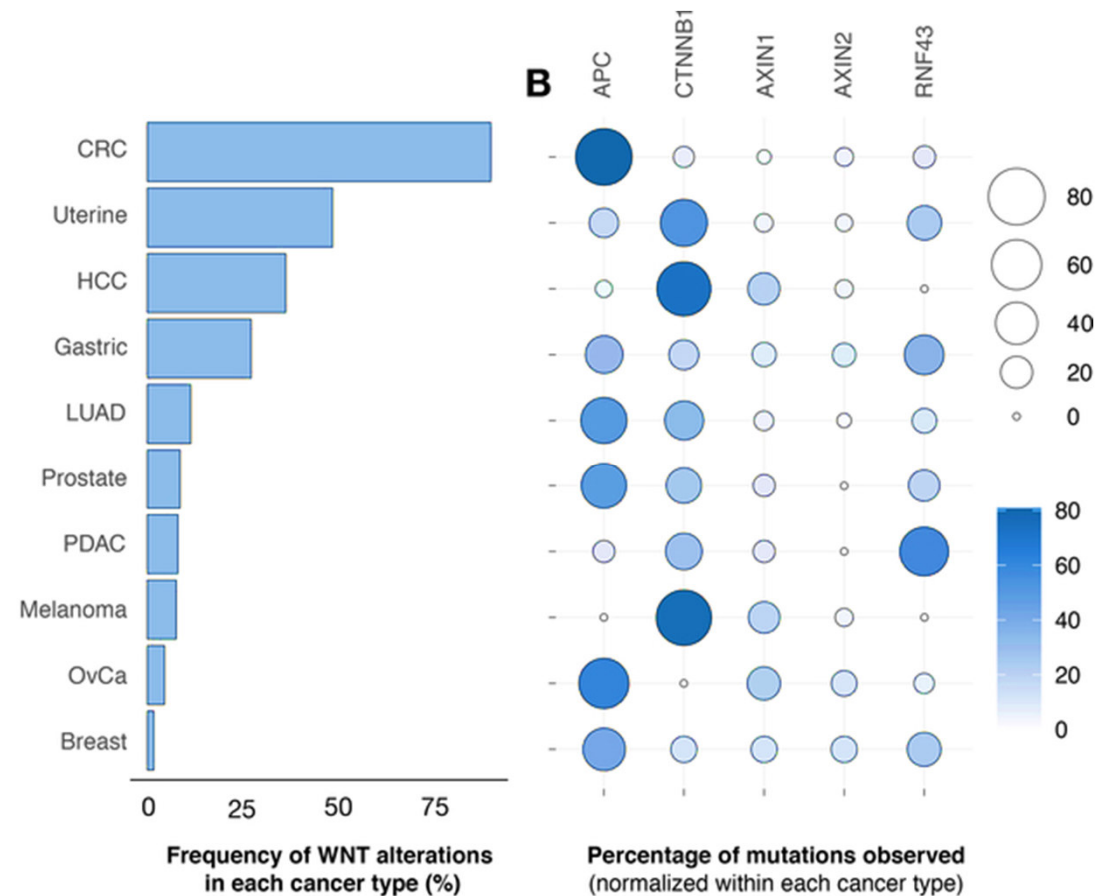 B
APC
CTNNB1
AXIN1
AXIN2
RNF43
CRC
Uterine
HCC
Gastric
LUAD
Prostate
PDAC
Melanoma
OvCa
Breast
0 25 50 75
Frequency of WNT alterations
in each cancer type (%)
Percentage of mutations observed
(normalized within each cancer type)
80
60
40
20
0
80
60
40
20
0